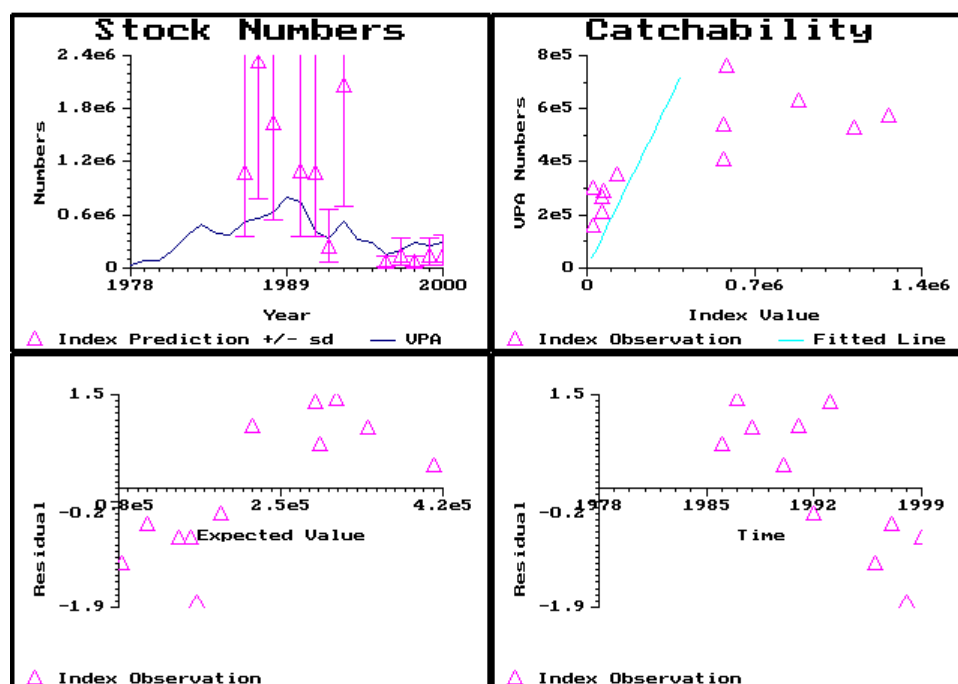 Stock Numbers
2.4e6
1.8e6
1.2e6
0.6e6
0
Numbers
1978 1989 2000
Year
Index Prediction +/- sd VPA
Catchability
8e5
6e5
4e5
2e5
0
VPA Numbers
0 0.7e6 1.4e6
Index Value
Index Observation Fitted Line
1.5
-0.2
-1.9
Residual
0.8e5 2.5e5 4.2e5
Expected Value
Index Observation
1.5
-0.2
-1.9
Residual
1978 1985 1992 1999
Time
Index Observation